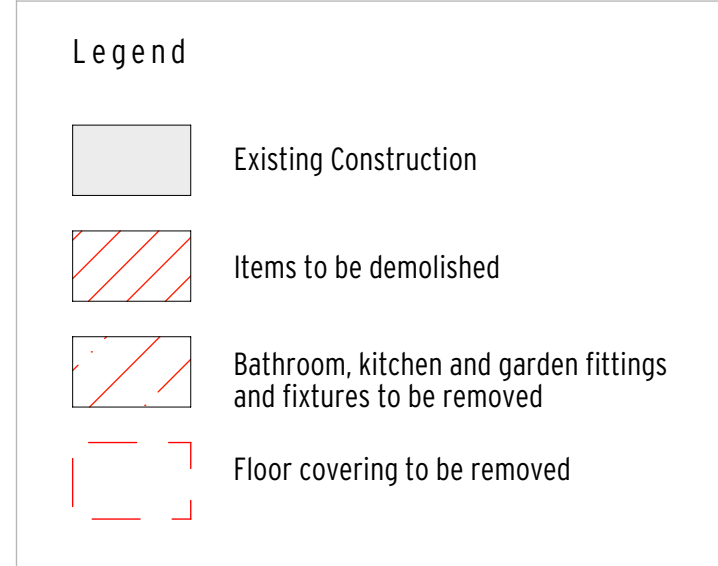 Legend
Existing Construction
Items to be demolished
Bathroom, kitchen and garden fittings
and fixtures to be removed
Floor covering to be removed